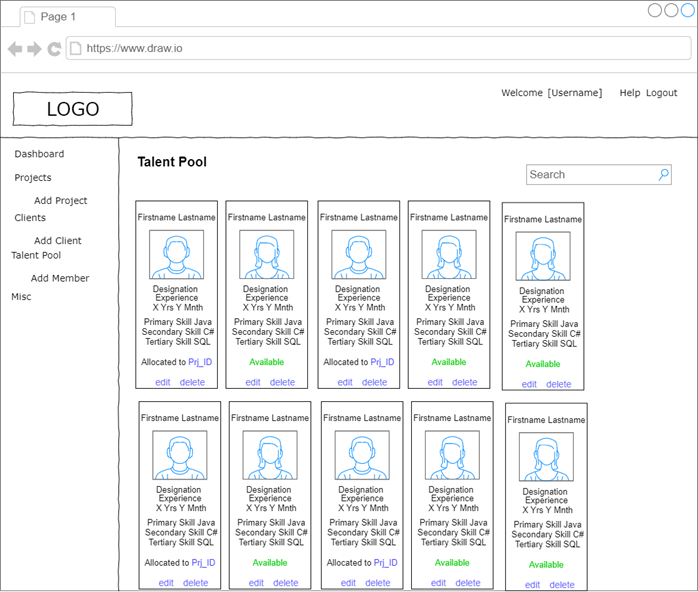 Page 1
https://www.draw.io
Welcome [Username] Help Logout
LOGO
Dashboard
Projects
Add Project
Clients
Add Client
Talent Pool
Add Member
Misc
Talent Pool
Search
Firstname Lastname
Designation
Experience
X Yrs Y Mnth
Primary Skill Java
Secondary Skill C#
Tertiary Skill SQL
Allocated to Prj_ID
edit delete
Firstname Lastname
Designation
Experience
X Yrs Y Mnth
Primary Skill Java
Secondary Skill C#
Tertiary Skill SQL
Available
edit delete
Firstname Lastname
Designation
Experience
X Yrs Y Mnth
Primary Skill Java
Secondary Skill C#
Tertiary Skill SQL
Allocated to Prj_ID
edit delete
Firstname Lastname
Designation
Experience
X Yrs Y Mnth
Primary Skill Java
Secondary Skill C#
Tertiary Skill SQL
Available
edit delete
Firstname Lastname
Designation
Experience
X Yrs Y Mnth
Primary Skill Java
Secondary Skill C#
Tertiary Skill SQL
Available
edit delete
Firstname Lastname
Designation
Experience
X Yrs Y Mnth
Primary Skill Java
Secondary Skill C#
Tertiary Skill SQL
Allocated to Prj_ID
edit delete
Firstname Lastname
Designation
Experience
X Yrs Y Mnth
Primary Skill Java
Secondary Skill C#
Tertiary Skill SQL
Available
edit delete
Firstname Lastname
Designation
Experience
X Yrs Y Mnth
Primary Skill Java
Secondary Skill C#
Tertiary Skill SQL
Allocated to Prj_ID
edit delete
Firstname Lastname
Designation
Experience
X Yrs Y Mnth
Primary Skill Java
Secondary Skill C#
Tertiary Skill SQL
Available
edit delete
Firstname Lastname
Designation
Experience
X Yrs Y Mnth
Primary Skill Java
Secondary Skill C#
Tertiary Skill SQL
Available
edit delete